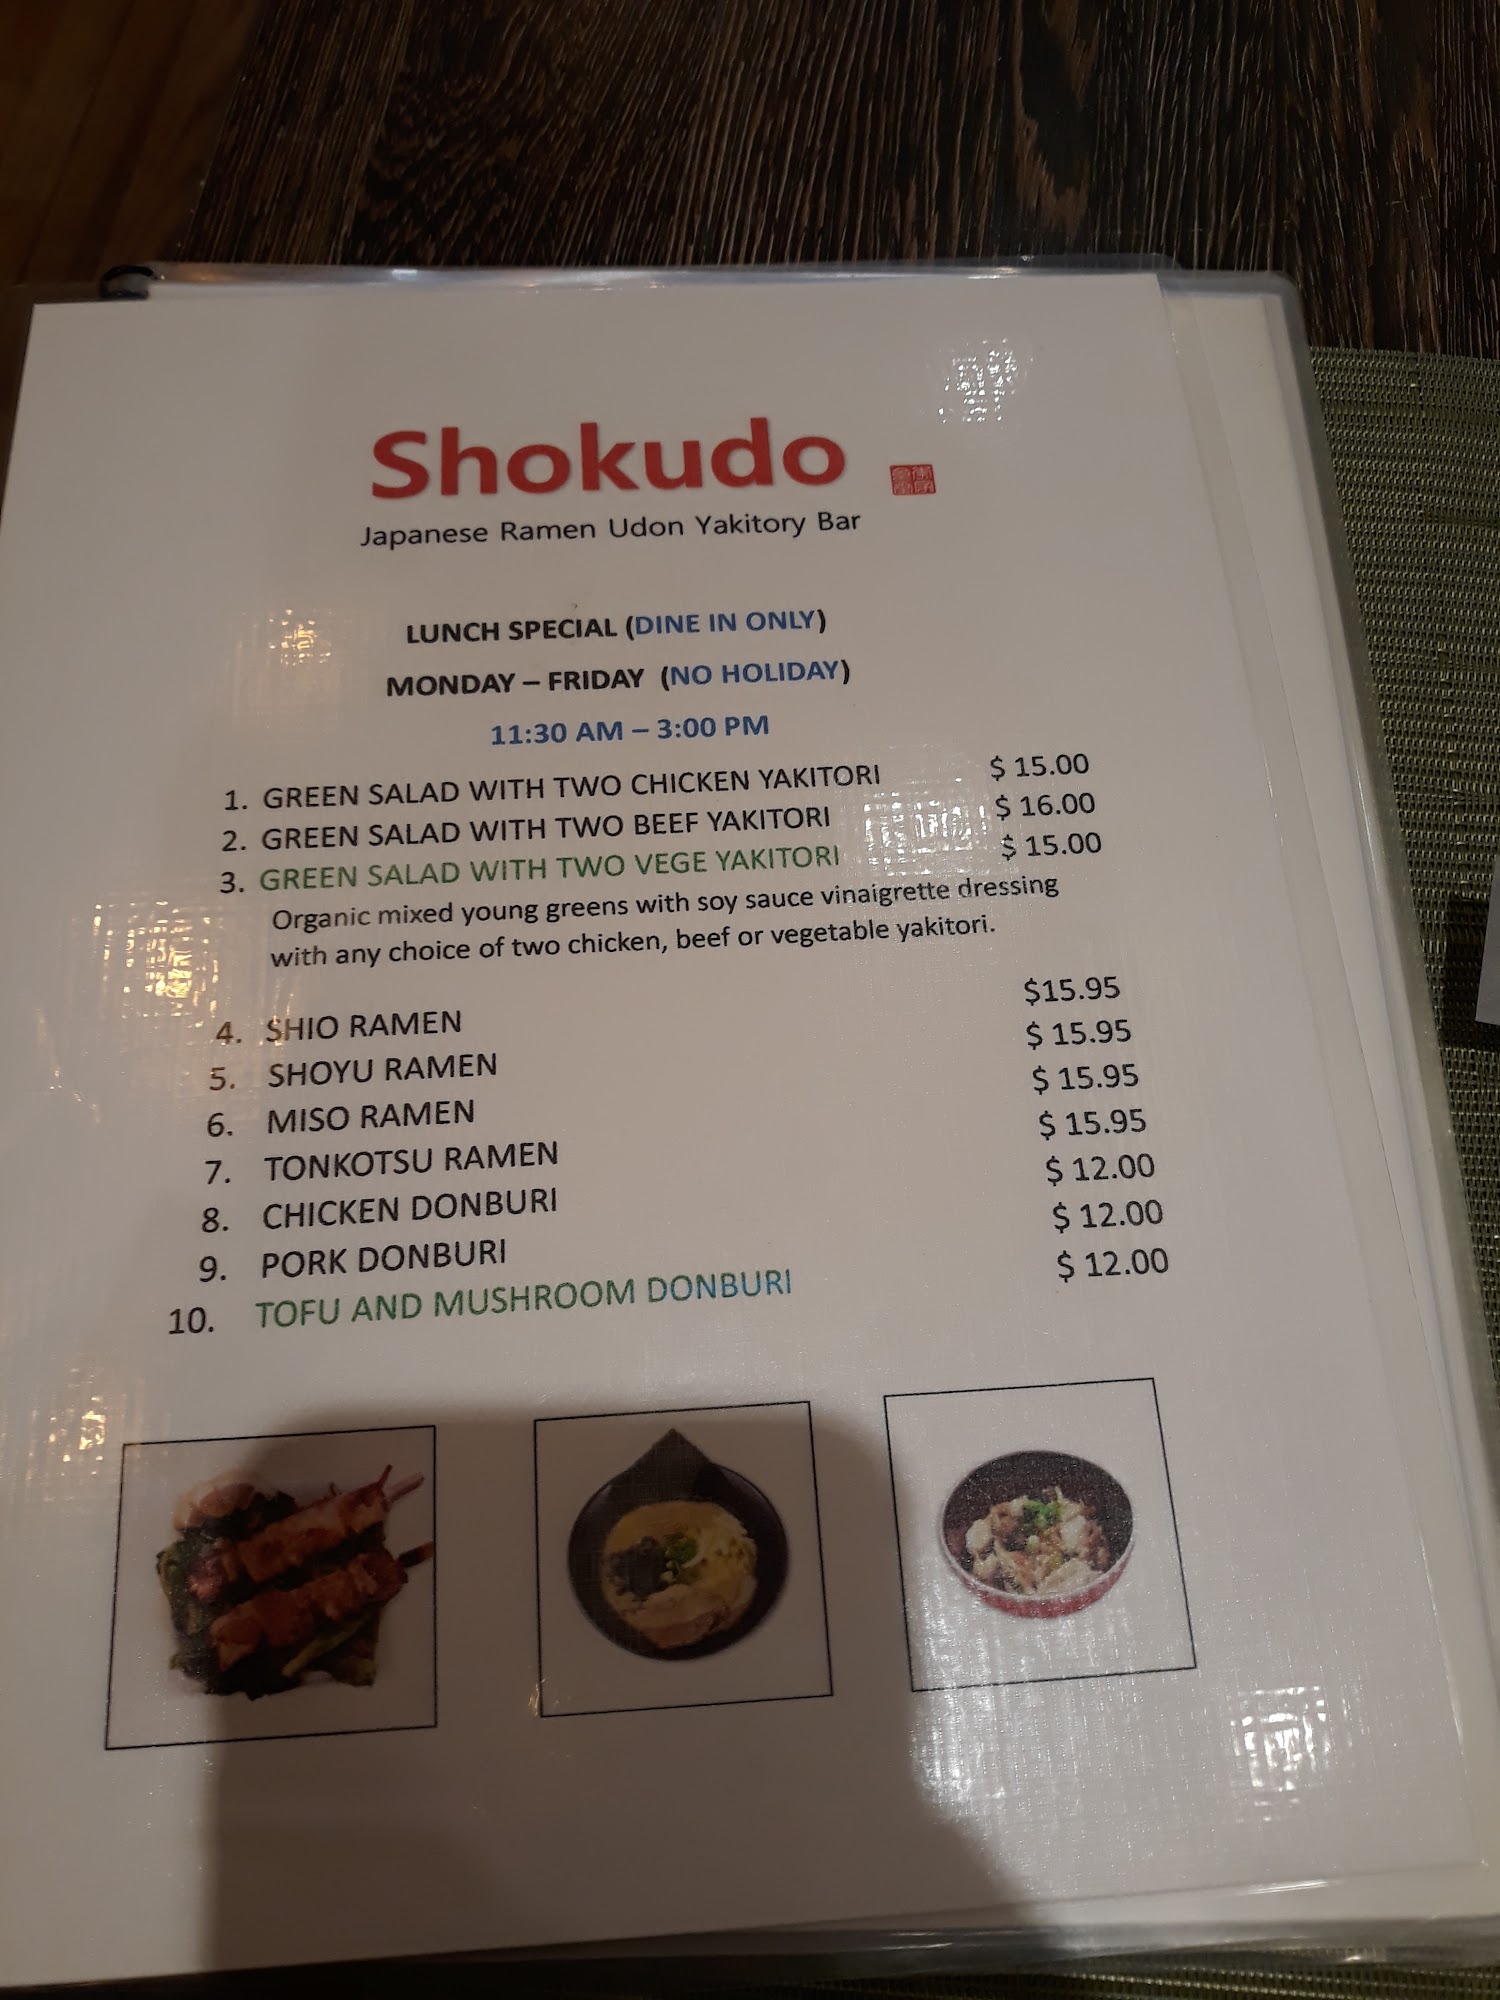 Shokudo
Japanese Ramen Udon Yakitory Bar
LUNCH SPECIAL (DINE IN ONLY)
MONDAY – FRIDAY (NO HOLIDAY)
11:30 AM – 3:00 PM
1. GREEN SALAD WITH TWO CHICKEN YAKITORI $ 15.00
2. GREEN SALAD WITH TWO BEEF YAKITORI $ 16.00
3. GREEN SALAD WITH TWO VEGE YAKITORI $ 15.00
Organic mixed young greens with soy sauce vinaigrette dressing
with any choice of two chicken, beef or vegetable yakitori.
4. SHIO RAMEN $15.95
5. SHOYU RAMEN $ 15.95
6. MISO RAMEN $ 15.95
7. TONKOTSU RAMEN $ 15.95
8. CHICKEN DONBURI $ 12.00
9. PORK DONBURI $ 12.00
10. TOFU AND MUSHROOM DONBURI $ 12.00